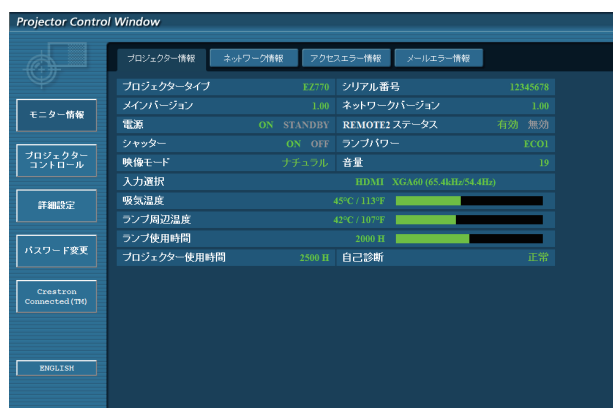 Projector Control Window
プロジェクター情報 ネットワーク情報 アクセスエラー情報 メールエラー情報
プロジェクタータイプ EZ770 シリアル番号 12345678
メインバージョン 1.00 ネットワークバージョン 1.00
電源 ON STANDBY REMOTE2 ステータス 有効 無効
シャッター ON OFF ランプパワー ECO1
映像モード ナチュラル 音量 19
入力選択 HDMI XGA60 (65.4kHz/54.4Hz)
吸気温度 45°C / 113°F
ランプ周辺温度 42°C / 107°F
ランプ使用時間 2000 H
プロジェクター使用時間 2500 H 自己診断 正常
モニター情報
プロジェクター
コントロール
詳細設定
パスワード変更
Crestron
Connected(TM)
ENGLISH